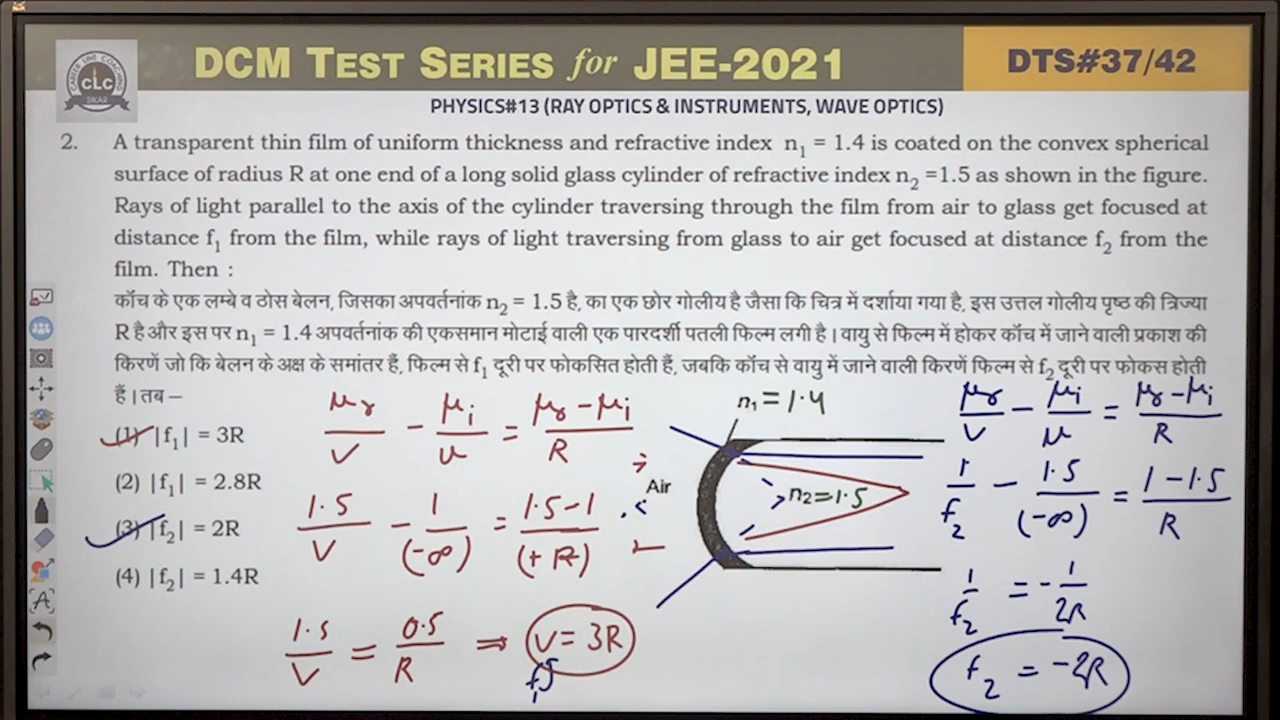 DCM TEST SERIES for JEE-2021
DTS#37/42
CAREER LINE COACHING
CLC
SIKAR
PHYSICS#13 (RAY OPTICS & INSTRUMENTS, WAVE OPTICS)
2. A transparent thin film of uniform thickness and refractive index n₁ = 1.4 is coated on the convex spherical
surface of radius R at one end of a long solid glass cylinder of refractive index n₂ =1.5 as shown in the figure.
Rays of light parallel to the axis of the cylinder traversing through the film from air to glass get focused at
distance f₁ from the film, while rays of light traversing from glass to air get focused at distance f₂ from the
film. Then :
काँच के एक लम्बे व ठोस बेलन, जिसका अपवर्तनांक n₂ = 1.5 है, का एक छोर गोलीय है जैसा कि चित्र में दर्शाया गया है, इस उत्तल गोलीय पृष्ठ की त्रिज्या
R है और इस पर n₁ = 1.4 अपवर्तनांक की एकसमान मोटाई वाली एक पारदर्शी पतली फिल्म लगी है। वायु से फिल्म में होकर काँच में जाने वाली प्रकाश की
किरणें जो कि बेलन के अक्ष के समांतर हैं, फिल्म से f₁ दूरी पर फोकसित होती हैं, जबकि काँच से वायु में जाने वाली किरणें फिल्म से f₂ दूरी पर फोकस होती
हैं। तब –
(1) |f₁| = 3R
(2) |f₁| = 2.8R
(3) |f₂| = 2R
(4) |f₂| = 1.4R
μr/v - μi/u = μr - μi/R
1.5/v - 1/(-∞) = 1.5-1/(+R)
1.5/v = 0.5/R ⇒ v = 3R
f₁
n₁ = 1.4
Air
n₂=1.5
μr/v - μi/u = μr - μi/R
1/f₂ - 1.5/(-∞) = 1-1.5/R
1/f₂ = -1/2R
f₂ = -2R